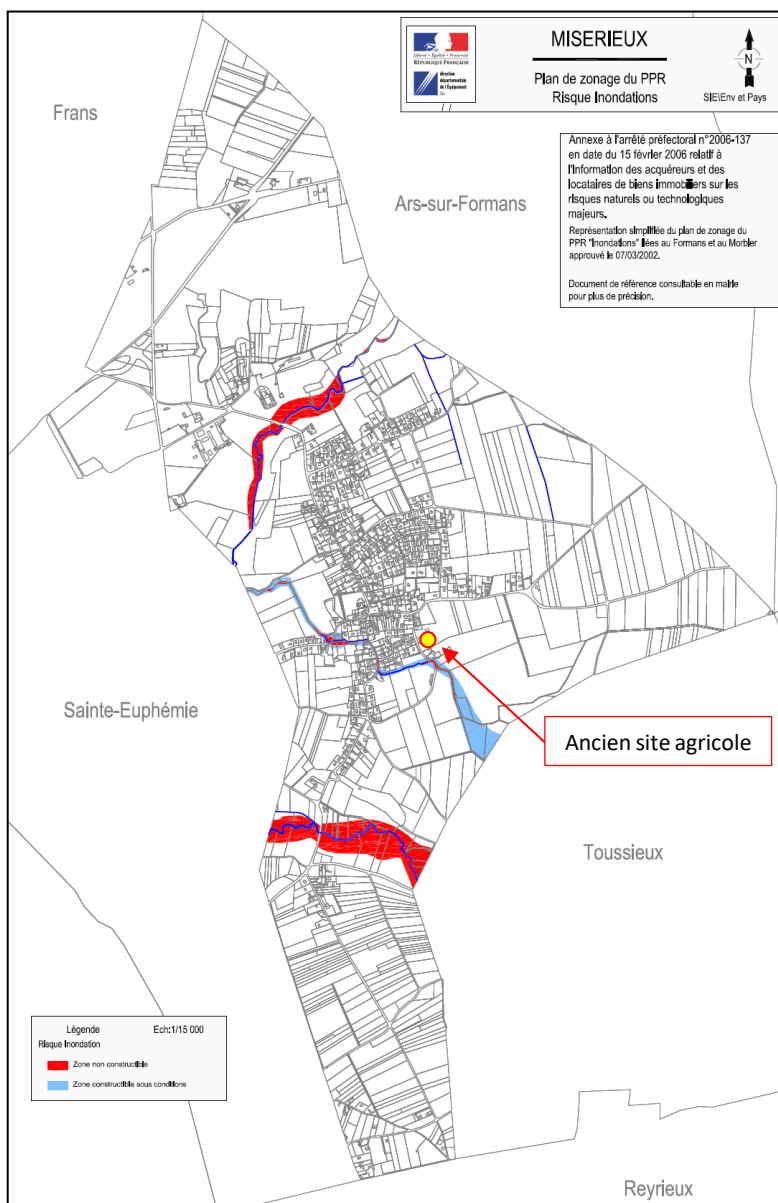 Liberté • Égalité • Fraternité
RÉPUBLIQUE FRANÇAISE
direction
départementale
de l'Équipement
MISERIEUX
Plan de zonage du PPR
Risque Inondations
N
SIE\Env et Pays
Annexe à l'arrêté préfectoral n°2006-137
en date du 15 février 2006 relatif à
l'Information des acquéreurs et des
locataires de biens immobiliers sur les
risques naturels ou technologiques
majeurs.
Représentation simplifiée du plan de zonage du
PPR "Inondations" liées au Formans et au Morbier
approuvé le 07/03/2002.
Document de référence consultable en mairie
pour plus de précision.
Frans
Ars-sur-Formans
Sainte-Euphémie
Ancien site agricole
Toussieux
Légende Ech:1/15 000
Risque Inondation
Zone non constructible
Zone constructible sous conditions
Reyrieux